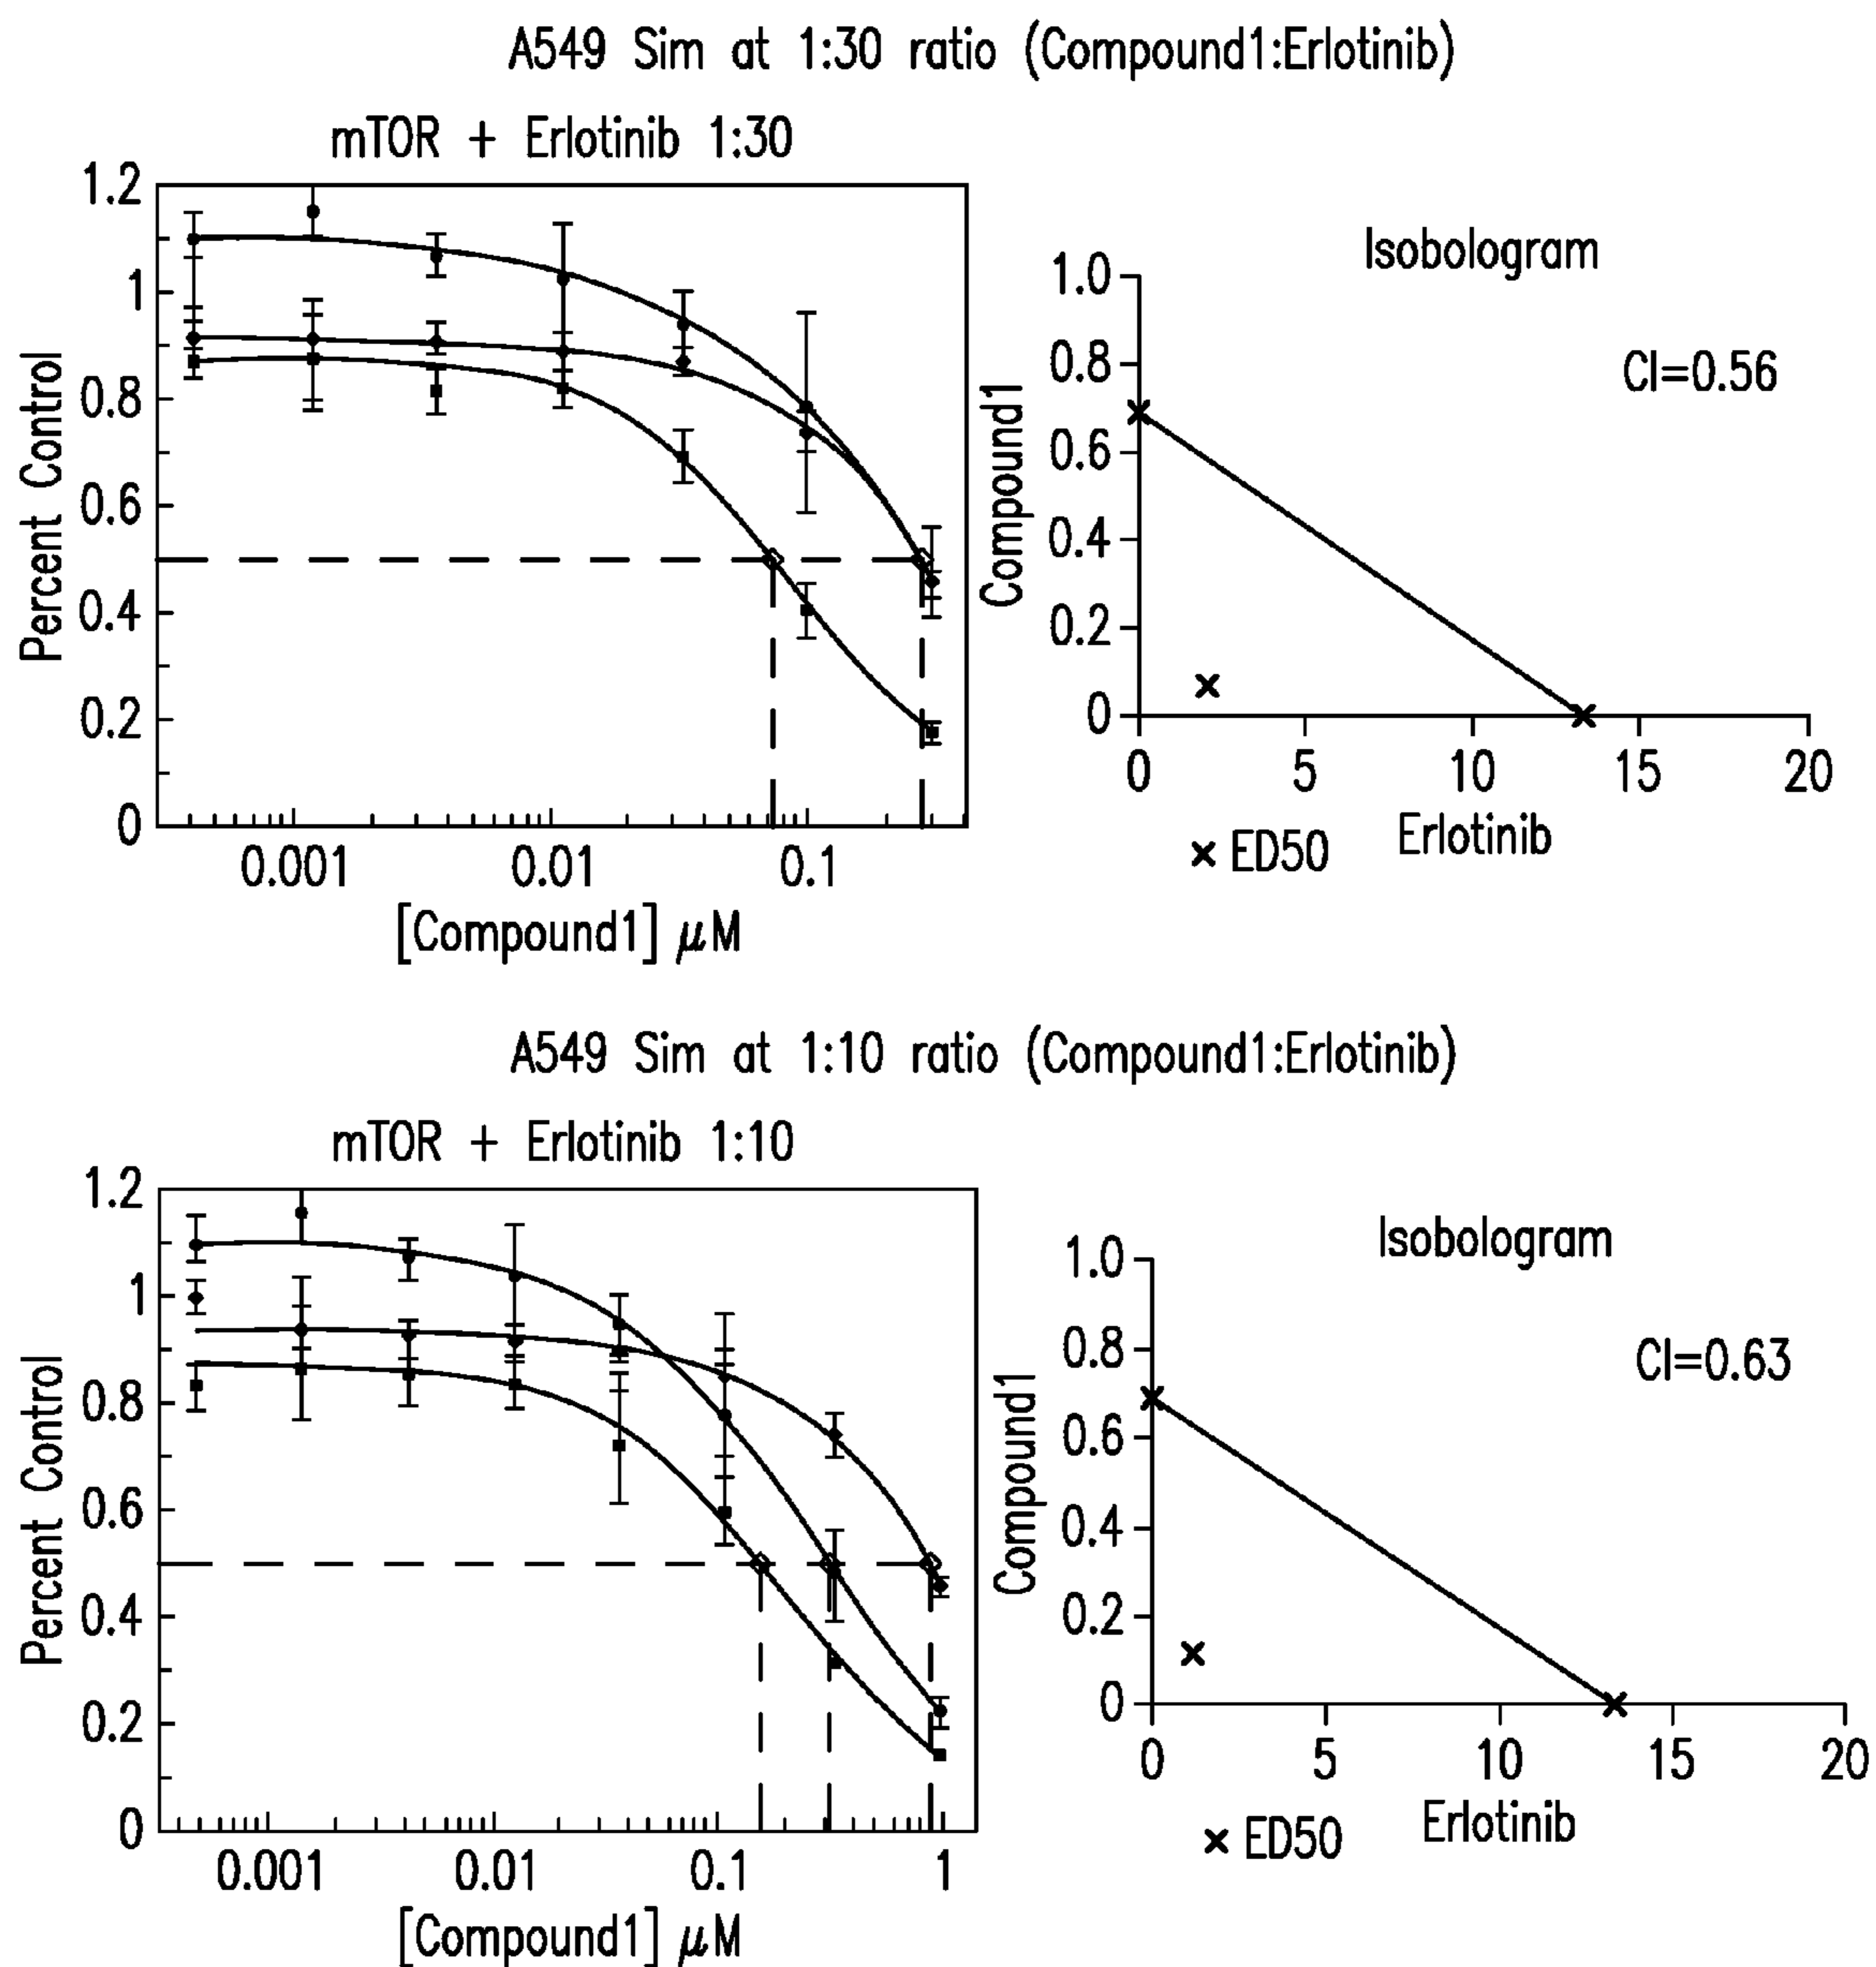 A549 Sim at 1:30 ratio (Compound1:Erlotinib)
mTOR + Erlotinib 1:30
1.2
1
0.8
0.6
0.4
0.2
0
Percent Control
0.001 0.01 0.1
[Compound1] μM
Isobologram
CI=0.56
1.0
0.8
0.6
0.4
0.2
0
Compound1
0 5 10 15 20
Erlotinib
× ED50
A549 Sim at 1:10 ratio (Compound1:Erlotinib)
mTOR + Erlotinib 1:10
1.2
1
0.8
0.6
0.4
0.2
0
Percent Control
0.001 0.01 0.1 1
[Compound1] μM
Isobologram
CI=0.63
1.0
0.8
0.6
0.4
0.2
0
Compound1
0 5 10 15 20
Erlotinib
× ED50